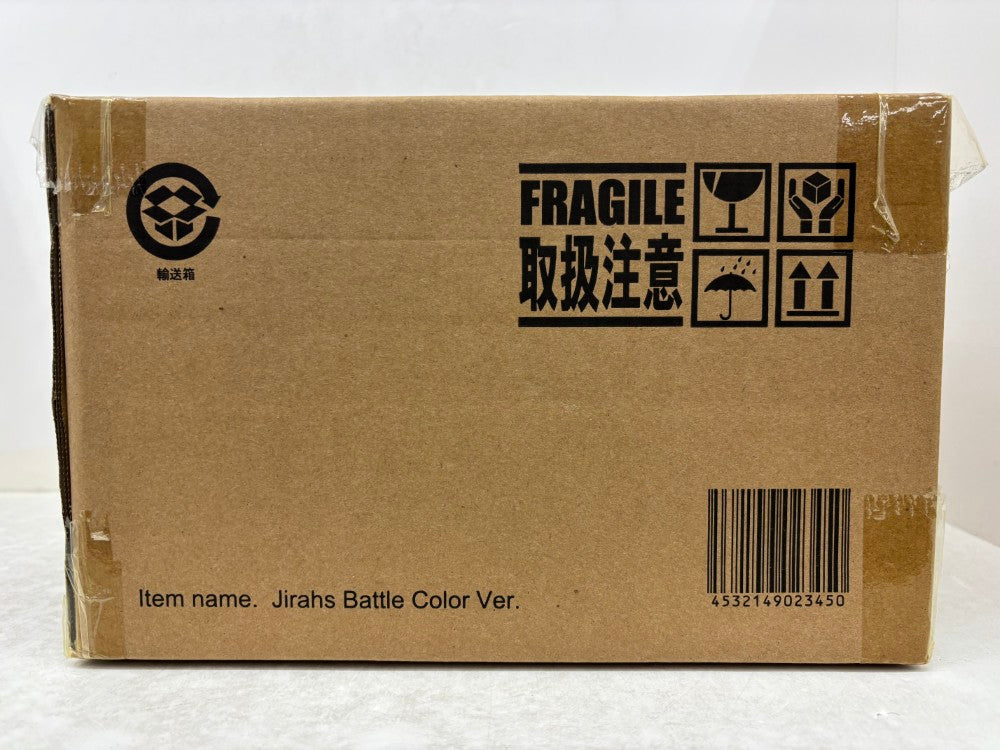 輸送箱
FRAGILE
取扱注意
Item name. Jirahs Battle Color Ver.
4532149023450